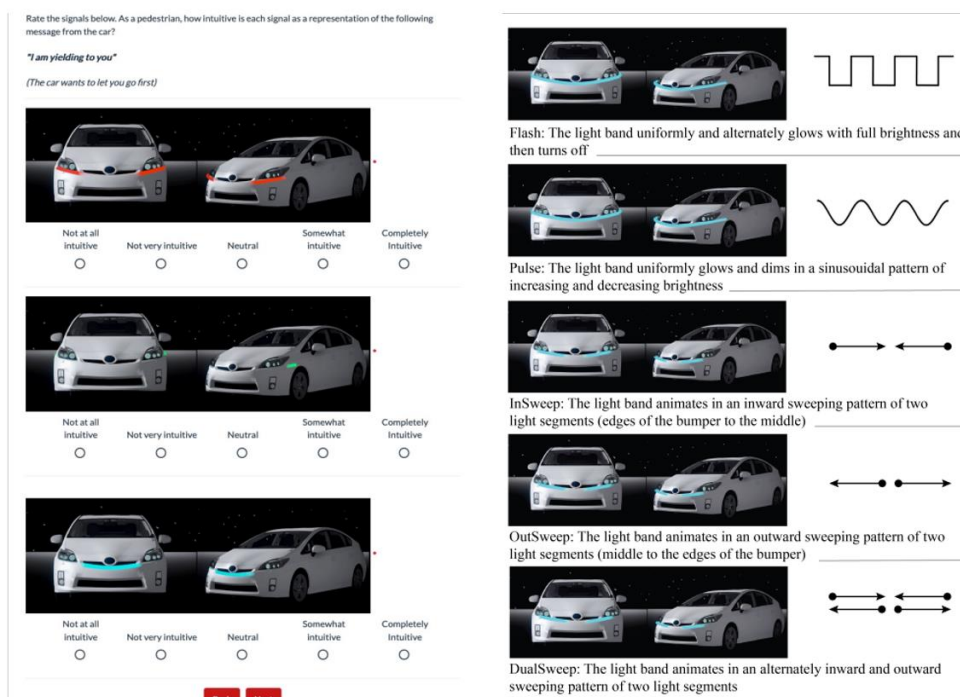 Rate the signals below. As a pedestrian, how intuitive is each signal as a representation of the following
message from the car?
"I am yielding to you"
(The car wants to let you go first)
Not at all
intuitive
Not very intuitive
Neutral
Somewhat
intuitive
Completely
Intuitive
Not at all
intuitive
Not very intuitive
Neutral
Somewhat
intuitive
Completely
Intuitive
Not at all
intuitive
Not very intuitive
Neutral
Somewhat
intuitive
Completely
Intuitive
Flash: The light band uniformly and alternately glows with full brightness and
then turns off
Pulse: The light band uniformly glows and dims in a sinusouidal pattern of
increasing and decreasing brightness
InSweep: The light band animates in an inward sweeping pattern of two
light segments (edges of the bumper to the middle)
OutSweep: The light band animates in an outward sweeping pattern of two
light segments (middle to the edges of the bumper)
DualSweep: The light band animates in an alternately inward and outward
sweeping pattern of two light segments